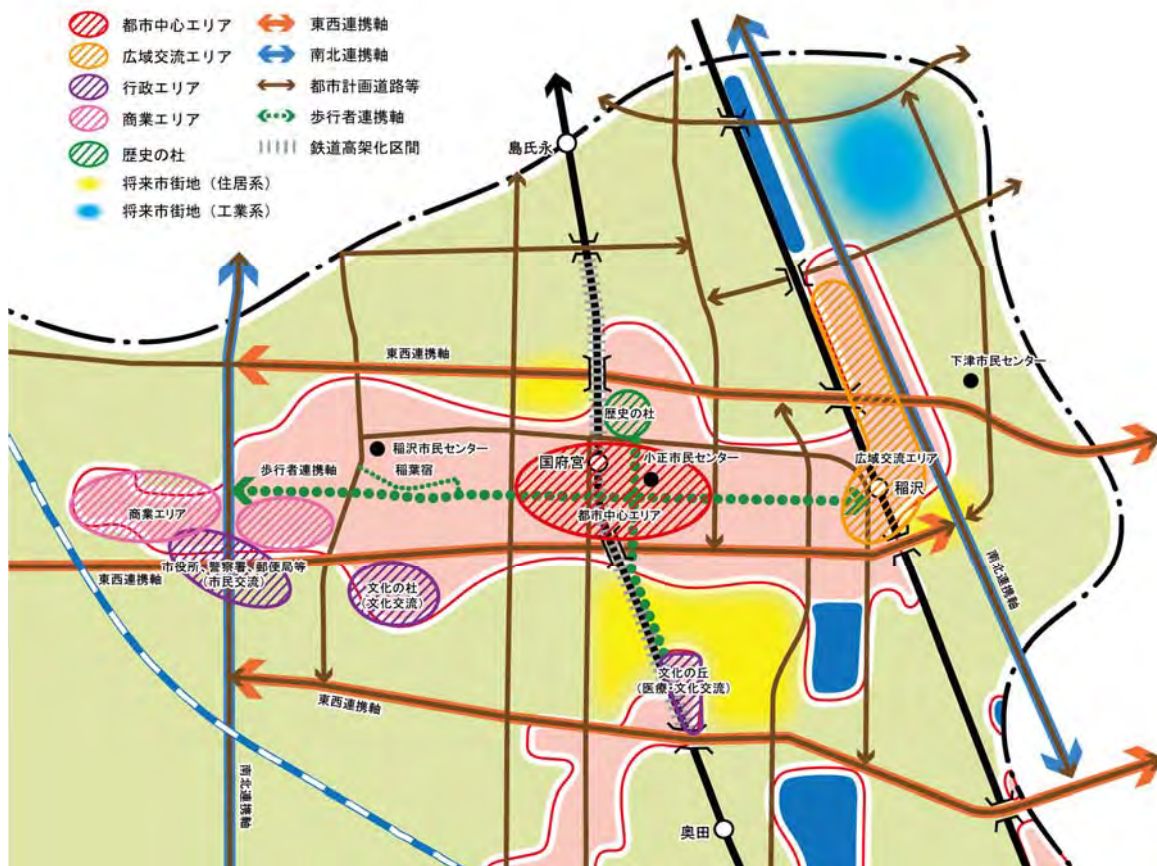 都市中心エリア
広域交流エリア
行政エリア
商業エリア
歴史の杜
将来市街地（住居系）
将来市街地（工業系）
東西連携軸
南北連携軸
都市計画道路等
歩行者連携軸
鉄道高架化区間
島氏永
東西連携軸
下津市民センター
歴史の杜
稲沢市民センター
国府宮
小正市民センター
広域交流エリア
歩行者連携軸
稲葉宿
稲沢
商業エリア
都市中心エリア
市役所、警察署、郵便局等
（市民交流）
東西連携軸
文化の杜
（文化交流）
南北連携軸
文化の丘
（医療・文化交流）
東西連携軸
南北連携軸
奥田